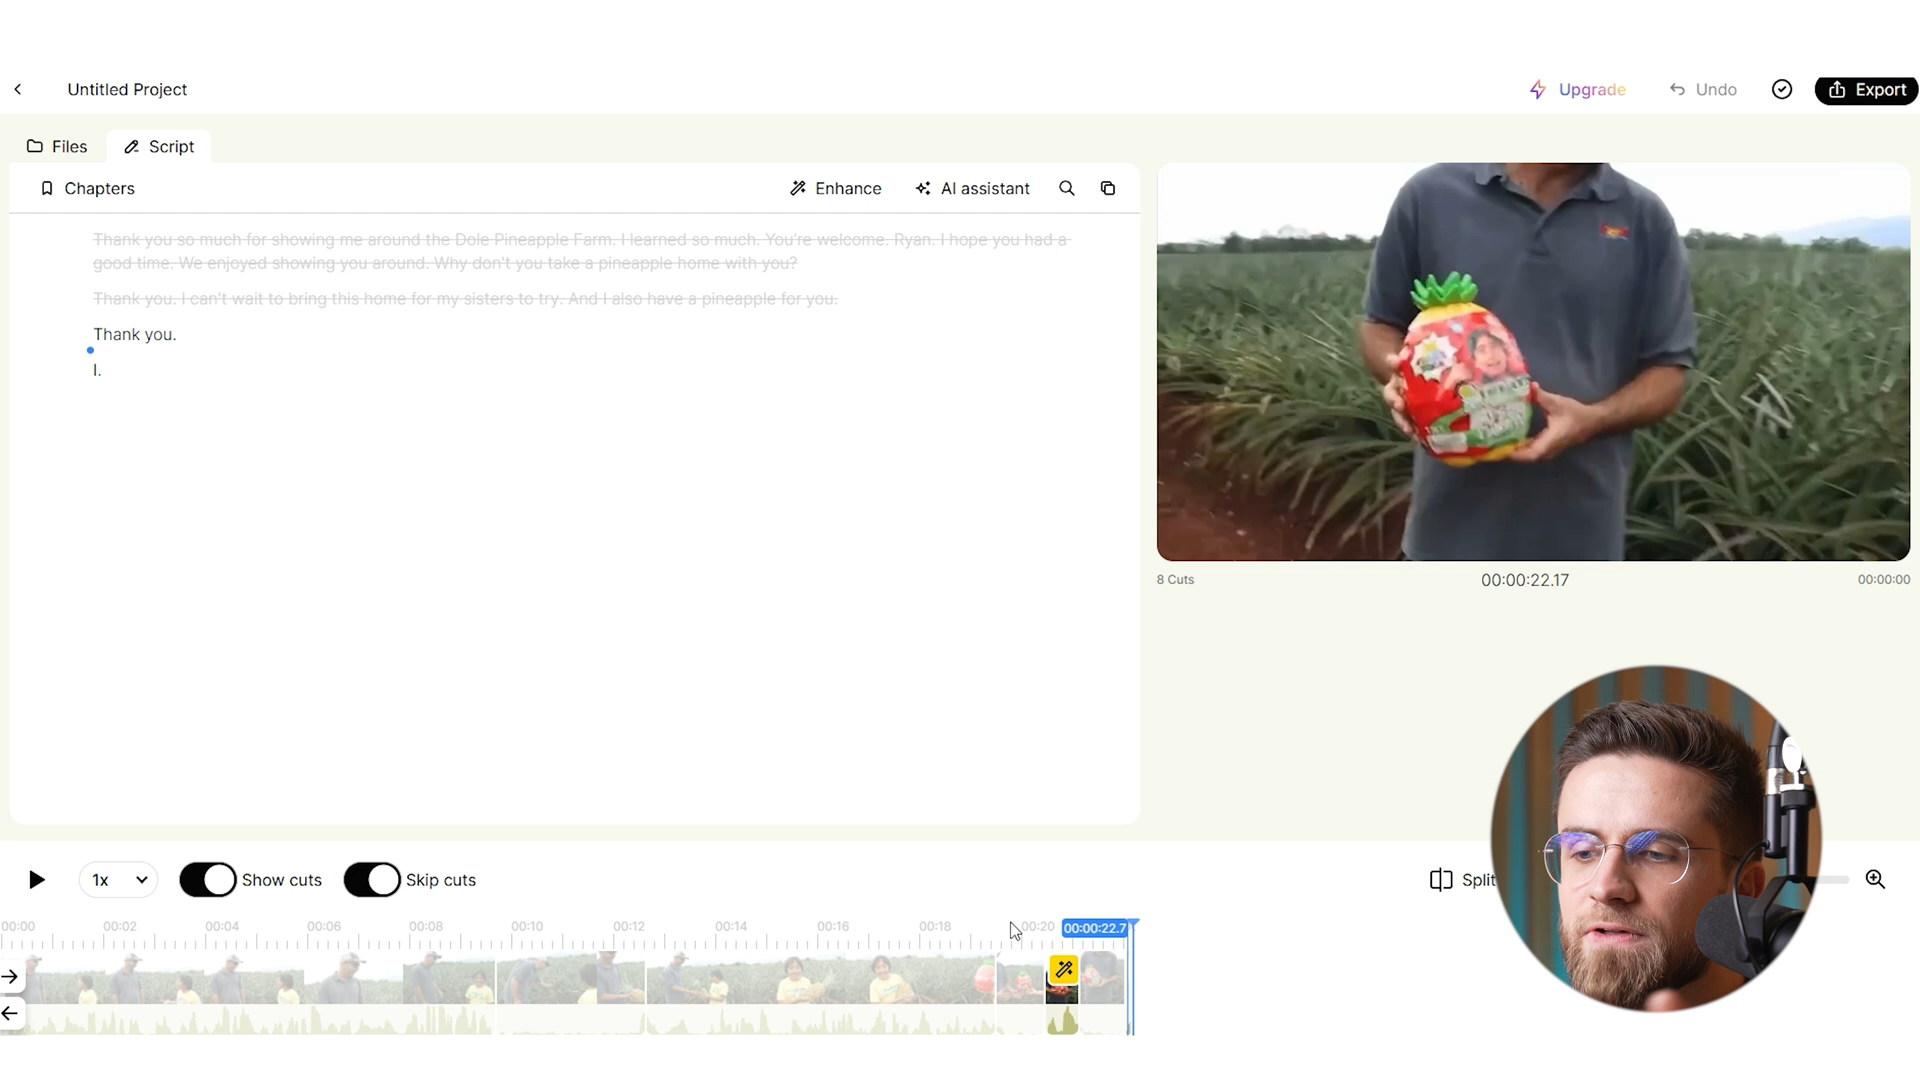 Untitled Project
Upgrade
Undo
Export
Files
Script
Chapters
Enhance
AI assistant
Thank you so much for showing me around the Dole Pineapple Farm. I learned so much. You're welcome. Ryan. I hope you had a
good time. We enjoyed showing you around. Why don't you take a pineapple home with you?
Thank you. I can't wait to bring this home for my sisters to try. And I also have a pineapple for you.
Thank you.
I.
8 Cuts
00:00:22.17
00:00:00
1x
Show cuts
Skip cuts
Split
00:00
00:02
00:04
00:06
00:08
00:10
00:12
00:14
00:16
00:18
00:20
00:00:22.7